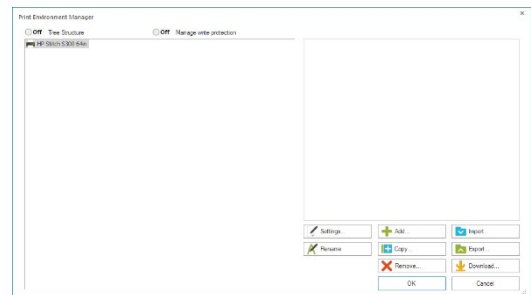 Print Environment Manager
Off Tree Structure Off Manage write protection
HP Stitch S300 64in
Settings... Add... Import...
Rename Copy... Export...
Remove... Download...
OK Cancel